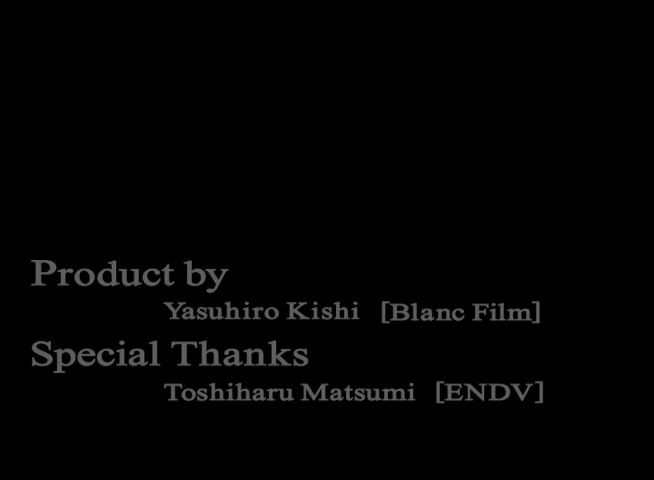 Product by
Yasuhiro Kishi [Blanc Film]
Special Thanks
Toshiharu Matsumi [ENDV]